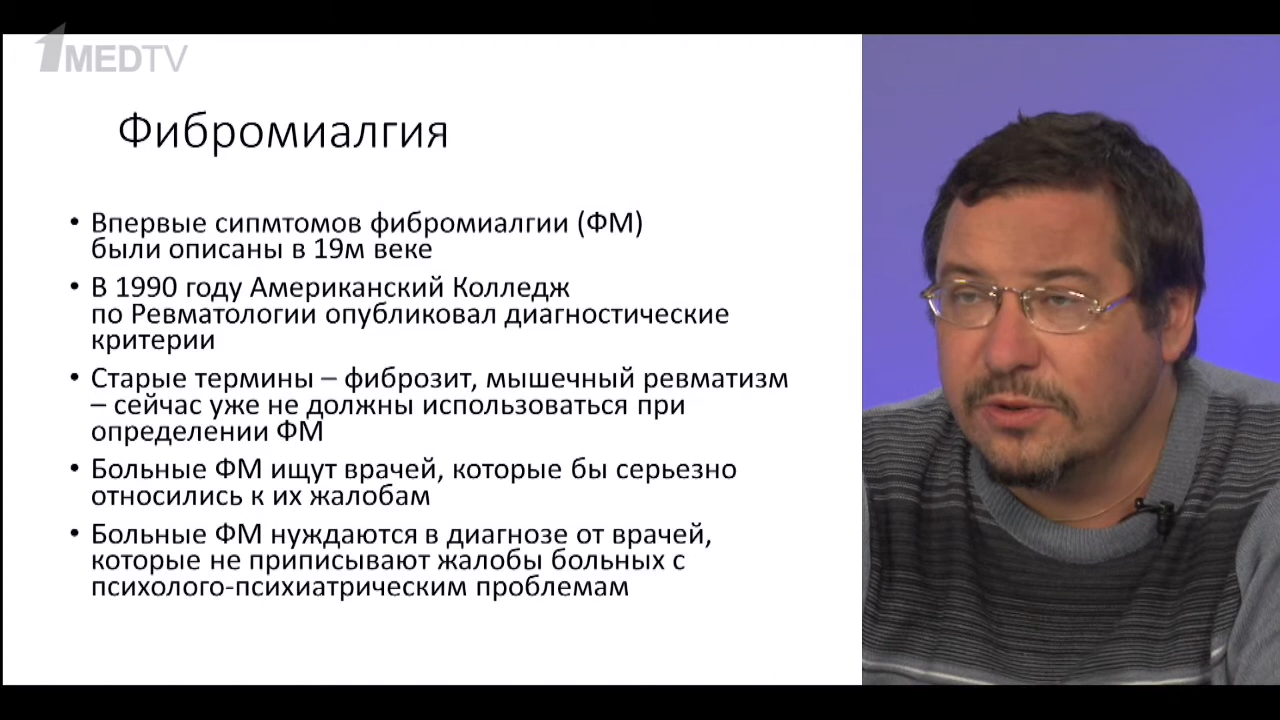 1MEDTV
Фибромиалгия
• Впервые сипмтомов фибромиалгии (ФМ)
были описаны в 19м веке
• В 1990 году Американский Колледж
по Ревматологии опубликовал диагностические
критерии
• Старые термины – фиброзит, мышечный ревматизм
– сейчас уже не должны использоваться при
определении ФМ
• Больные ФМ ищут врачей, которые бы серьезно
относились к их жалобам
• Больные ФМ нуждаются в диагнозе от врачей,
которые не приписывают жалобы больных с
психолого-психиатрическим проблемам